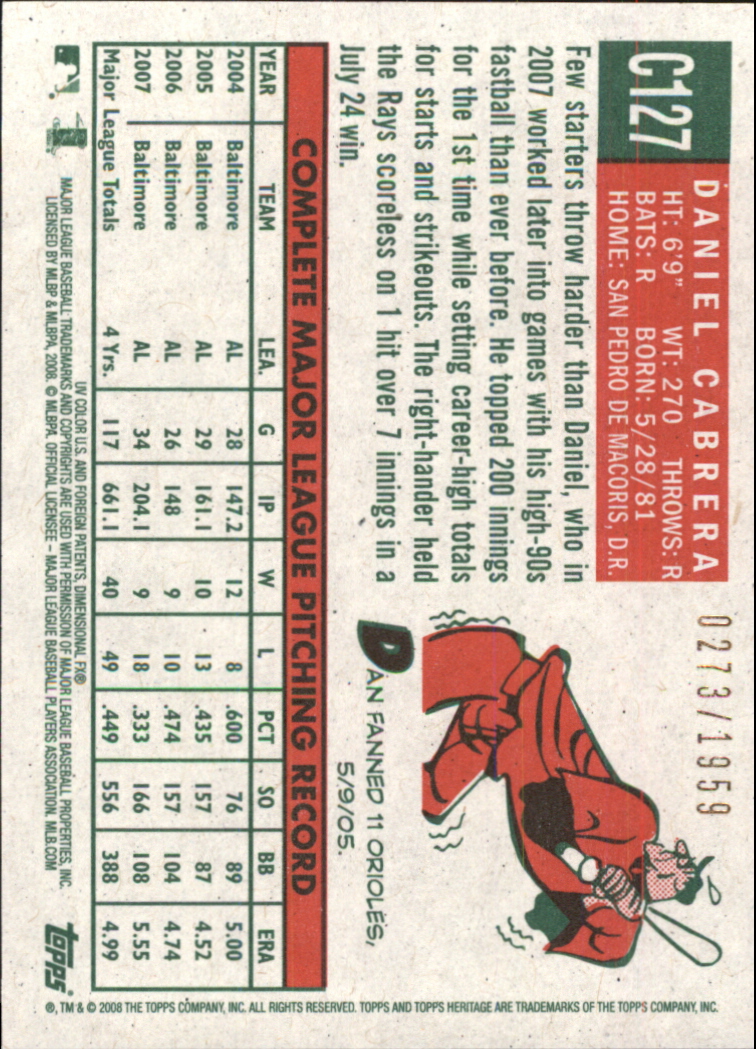 C127
DANIEL CABRERA
HT: 6'9" WT: 270 THROWS: R
BATS: R BORN: 5/28/81
HOME: SAN PEDRO DE MACORIS, D.R.
0273/1959
Few starters throw harder than Daniel, who in
2007 worked later into games with his high-90s
fastball than ever before. He topped 200 innings
for the 1st time while setting career-high totals
for starts and strikeouts. The right-hander held
the Rays scoreless on 1 hit over 7 innings in a
July 24 win.
DAN FANNED 11 ORIOLES,
5/9/05.
COMPLETE MAJOR LEAGUE PITCHING RECORD
YEAR TEAM LEA. G IP W L PCT SO BB ERA
2004 Baltimore AL 28 147.2 12 8 .600 76 89 5.00
2005 Baltimore AL 29 161.1 10 13 .435 157 87 4.52
2006 Baltimore AL 26 148 9 10 .474 157 104 4.74
2007 Baltimore AL 34 204.1 9 18 .333 166 108 5.55
Major League Totals 4 Yrs. 117 661.1 40 49 .449 556 388 4.99
UV COLOR U.S. AND FOREIGN PATENTS, DIMENSIONAL FX®
MAJOR LEAGUE BASEBALL TRADEMARKS AND COPYRIGHTS ARE USED WITH PERMISSION OF MAJOR LEAGUE BASEBALL PROPERTIES, INC.
LICENSED BY MLBP & MLBPA, 2008. © MLBPA. OFFICIAL LICENSEE – MAJOR LEAGUE BASEBALL PLAYERS ASSOCIATION. MLB.COM
topps®
®, TM & © 2008 THE TOPPS COMPANY, INC. ALL RIGHTS RESERVED. TOPPS AND TOPPS HERITAGE ARE TRADEMARKS OF THE TOPPS COMPANY, INC.